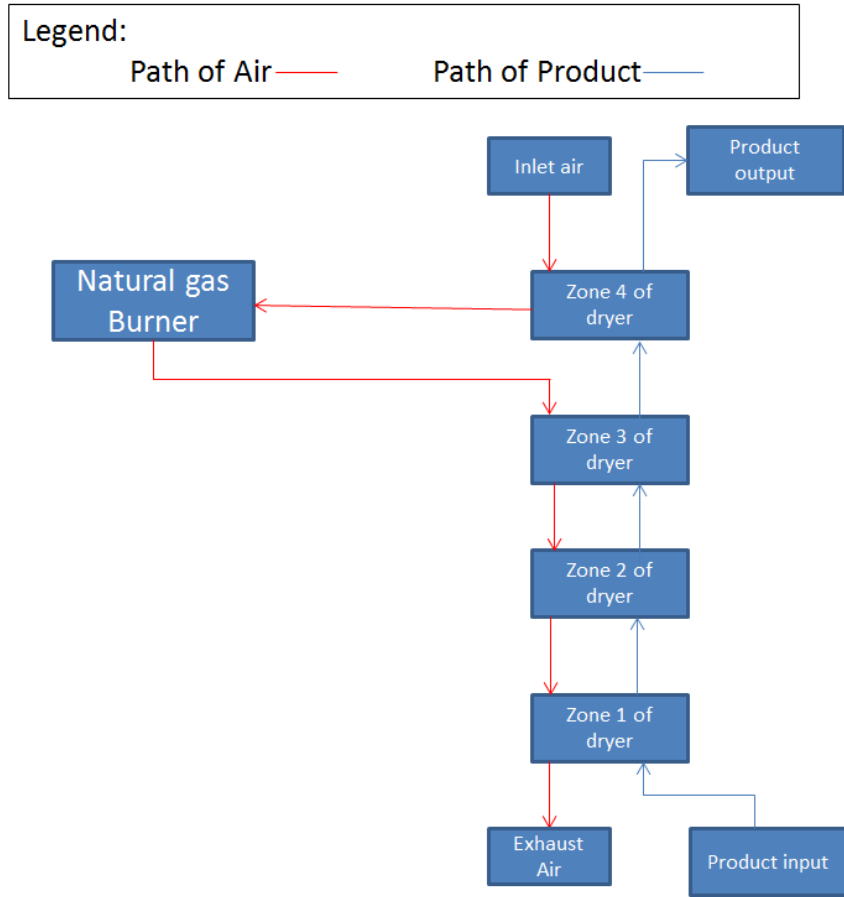 Legend:
Path of Air
Path of Product
Inlet air
Product
output
Natural gas
Burner
Zone 4 of
dryer
Zone 3 of
dryer
Zone 2 of
dryer
Zone 1 of
dryer
Exhaust
Air
Product input